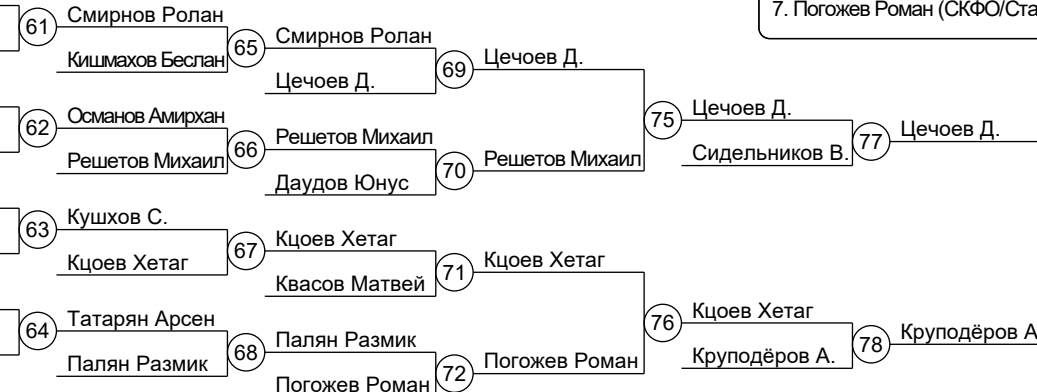 7. Погожев Роман (СКФО/Ста
61
Смирнов Ролан
Кишмахов Беслан
65
Смирнов Ролан
Цечоев Д.
69
Цечоев Д.
62
Османов Амирхан
Решетов Михаил
66
Решетов Михаил
Даудов Юнус
70
Решетов Михаил
75
Цечоев Д.
Сидельников В.
77
Цечоев Д.
63
Кушхов С.
Кцоев Хетаг
67
Кцоев Хетаг
Квасов Матвей
71
Кцоев Хетаг
64
Татарян Арсен
Палян Размик
68
Палян Размик
Погожев Роман
72
Погожев Роман
76
Кцоев Хетаг
Круподёров А.
78
Круподёров А